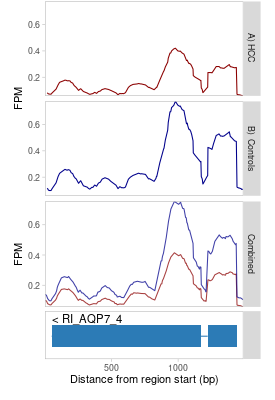 0.6
0.4
0.2
FPM
A) HCC
0.6
0.4
0.2
B) Controls
0.6
0.4
0.2
FPM
Combined
< RI_AQP7_4
500
1000
Distance from region start (bp)